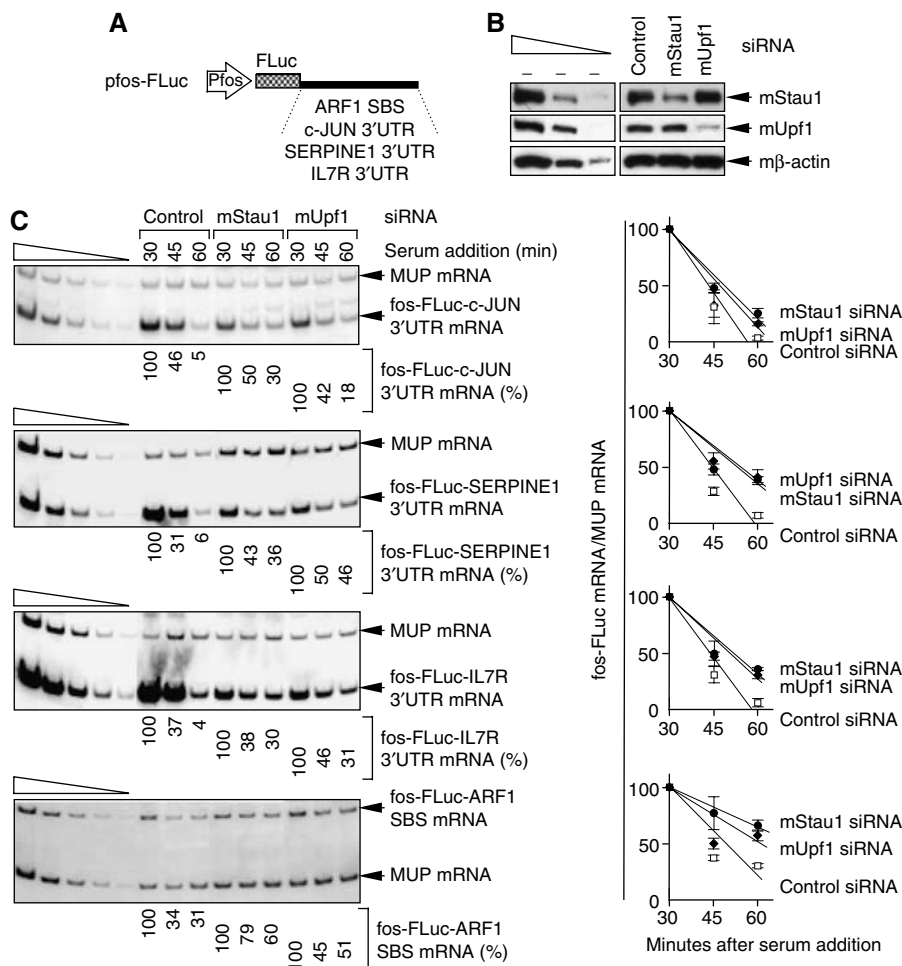 A
pfos-FLuc
Pfos
FLuc
ARF1 SBS
c-JUN 3′UTR
SERPINE1 3′UTR
IL7R 3′UTR
B
– – –
Control mStau1 mUpf1 siRNA
mStau1
mUpf1
mβ-actin
C
Control mStau1 mUpf1 siRNA
30 45 60 30 45 60 30 45 60 Serum addition (min)
MUP mRNA
fos-FLuc-c-JUN
3′UTR mRNA
100 46 5 100 50 30 100 42 18
fos-FLuc-c-JUN
3′UTR mRNA (%)
MUP mRNA
fos-FLuc-SERPINE1
3′UTR mRNA
100 31 6 100 43 36 100 50 46
fos-FLuc-SERPINE1
3′UTR mRNA (%)
MUP mRNA
fos-FLuc-IL7R
3′UTR mRNA
100 37 4 100 38 30 100 46 31
fos-FLuc-IL7R
3′UTR mRNA (%)
fos-FLuc-ARF1
SBS mRNA
MUP mRNA
100 34 31 100 79 60 100 45 51
fos-FLuc-ARF1
SBS mRNA (%)
fos-FLuc mRNA/MUP mRNA
100
50
0
30 45 60
mStau1 siRNA
mUpf1 siRNA
Control siRNA
100
50
0
30 45 60
mUpf1 siRNA
mStau1 siRNA
Control siRNA
100
50
0
30 45 60
mStau1 siRNA
mUpf1 siRNA
Control siRNA
100
50
0
30 45 60
mStau1 siRNA
mUpf1 siRNA
Control siRNA
Minutes after serum addition